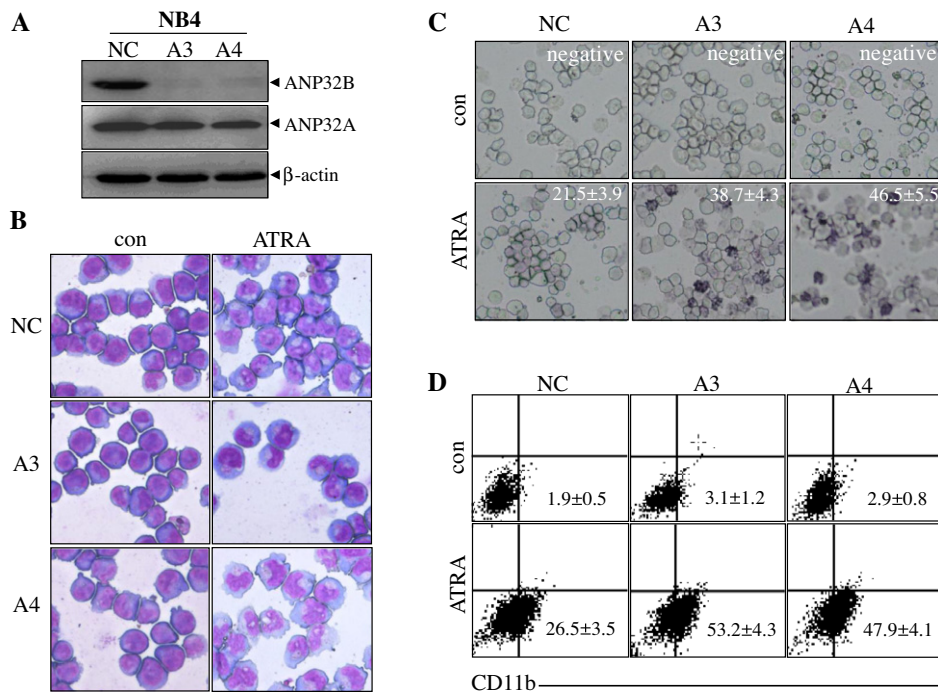 A
NB4
NC A3 A4
ANP32B
ANP32A
β-actin
B
con ATRA
NC
A3
A4
C
NC A3 A4
con
negative negative negative
ATRA
21.5±3.9 38.7±4.3 46.5±5.5
D
NC A3 A4
con
1.9±0.5 3.1±1.2 2.9±0.8
ATRA
26.5±3.5 53.2±4.3 47.9±4.1
CD11b